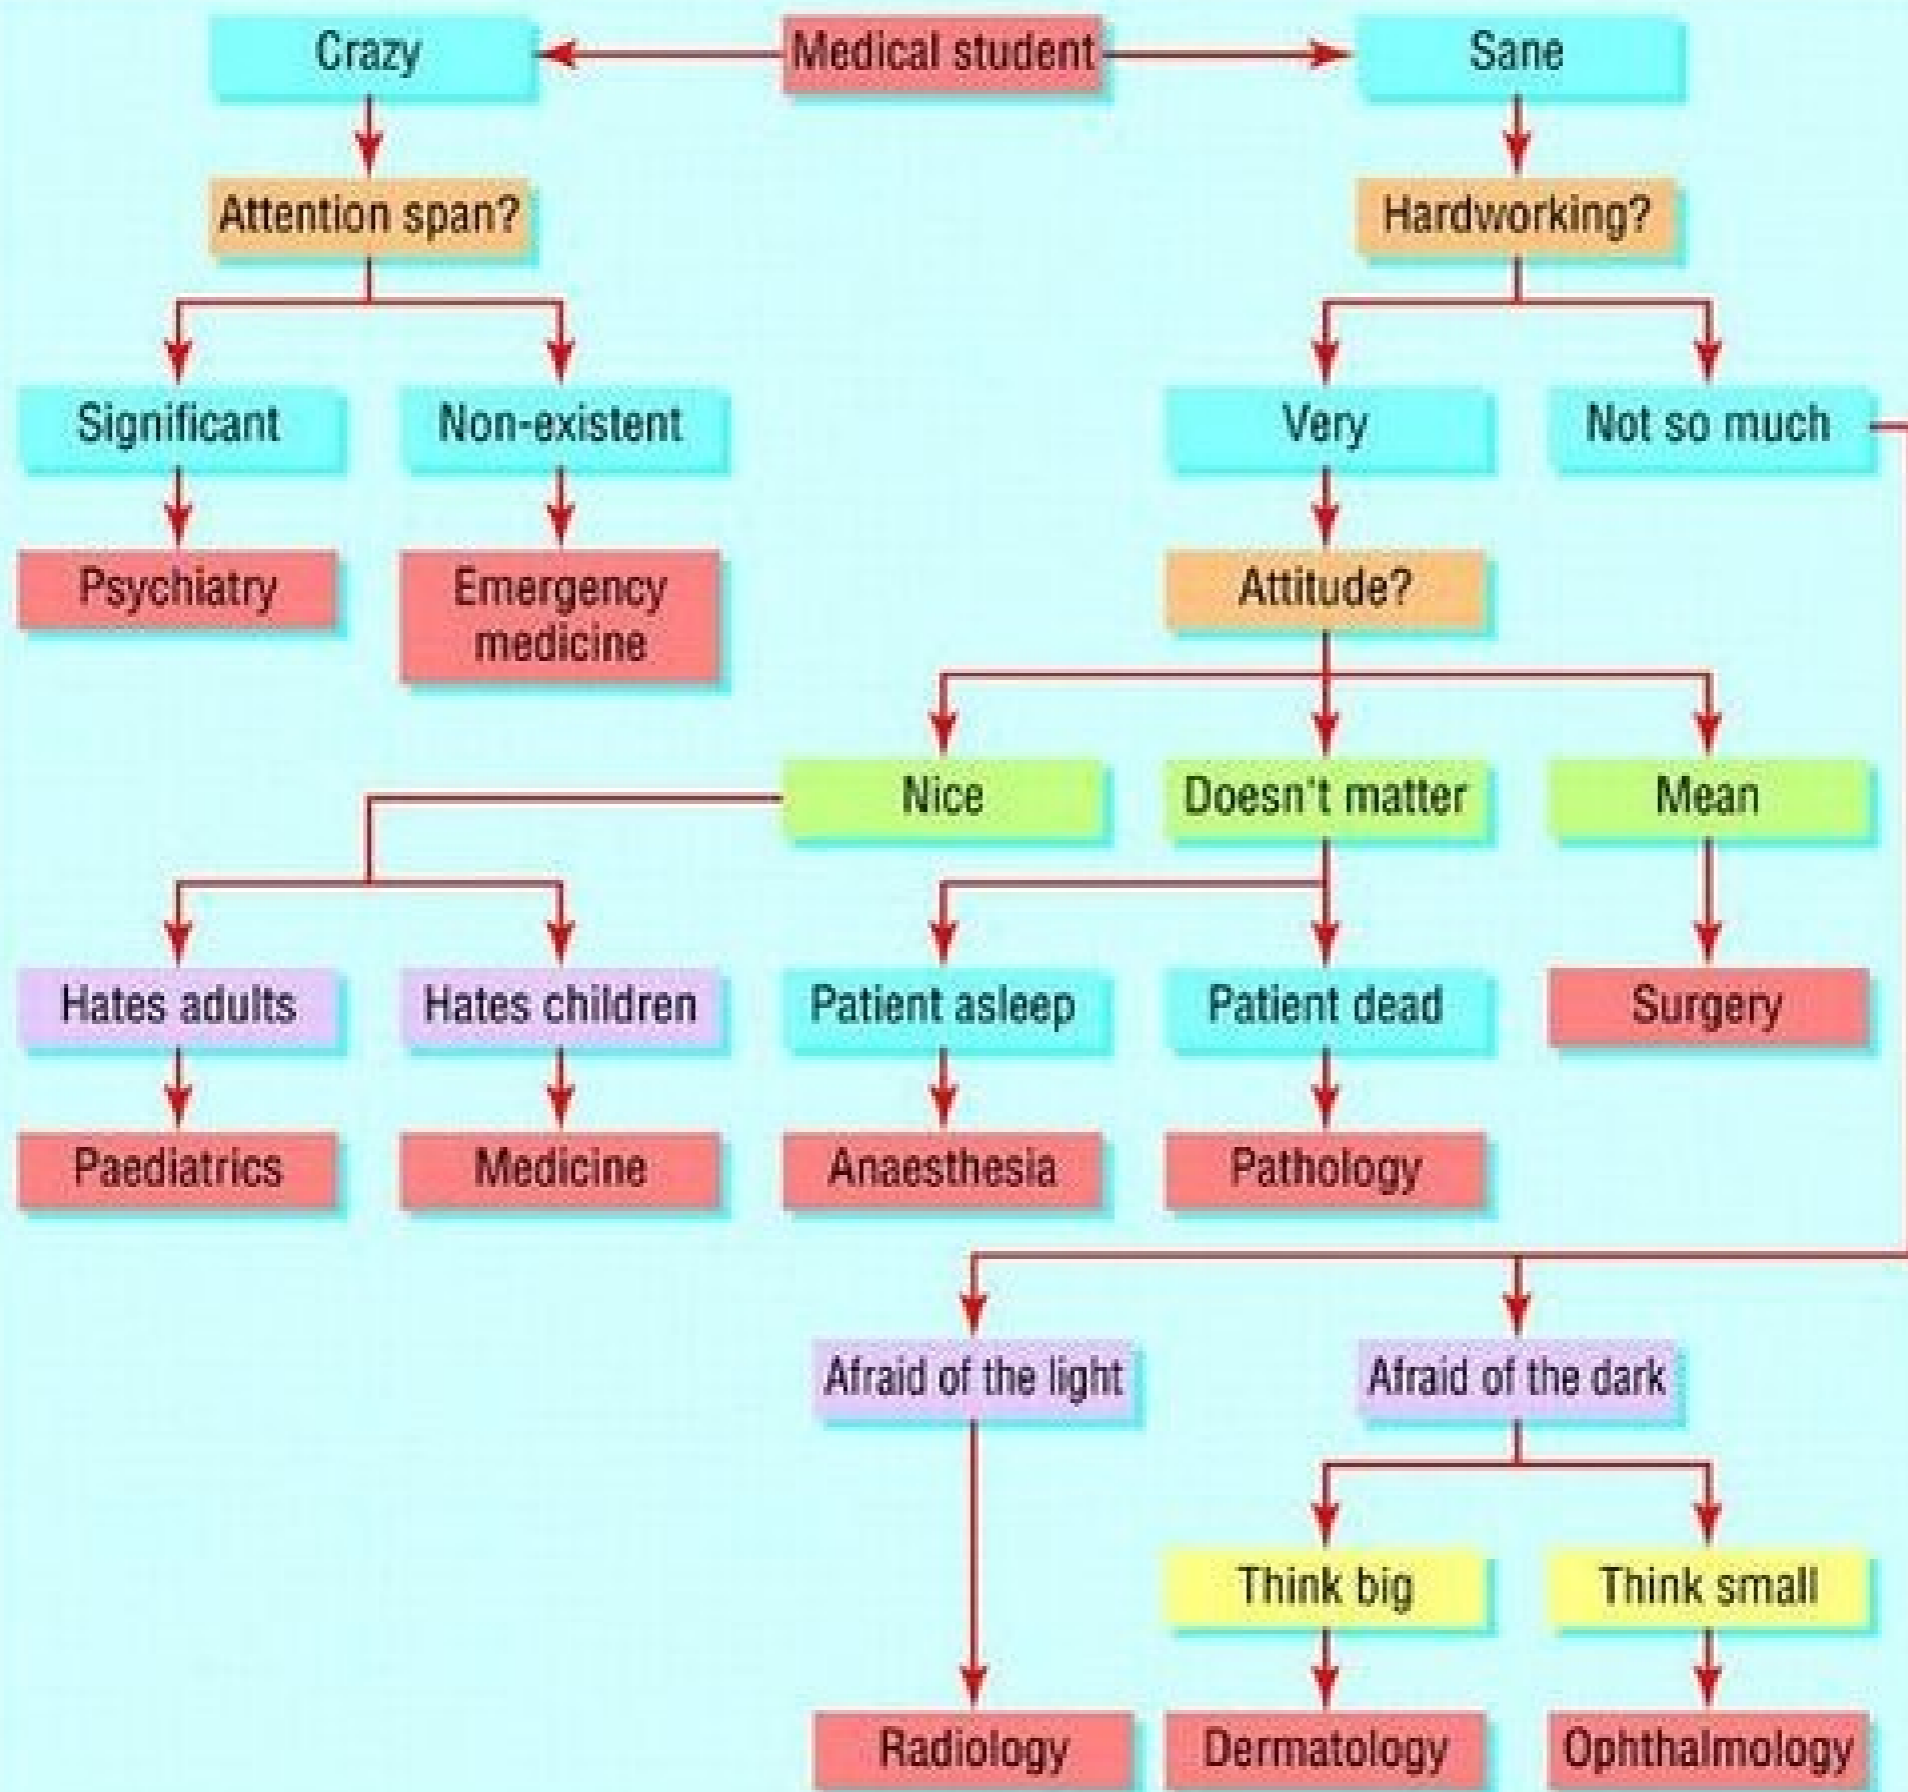 Crazy
Medical student
Sane
Attention span?
Hardworking?
Significant
Non-existent
Very
Not so much
Psychiatry
Emergency
medicine
Attitude?
Nice
Doesn't matter
Mean
Hates adults
Hates children
Patient asleep
Patient dead
Surgery
Paediatrics
Medicine
Anaesthesia
Pathology
Afraid of the light
Afraid of the dark
Think big
Think small
Radiology
Dermatology
Ophthalmology